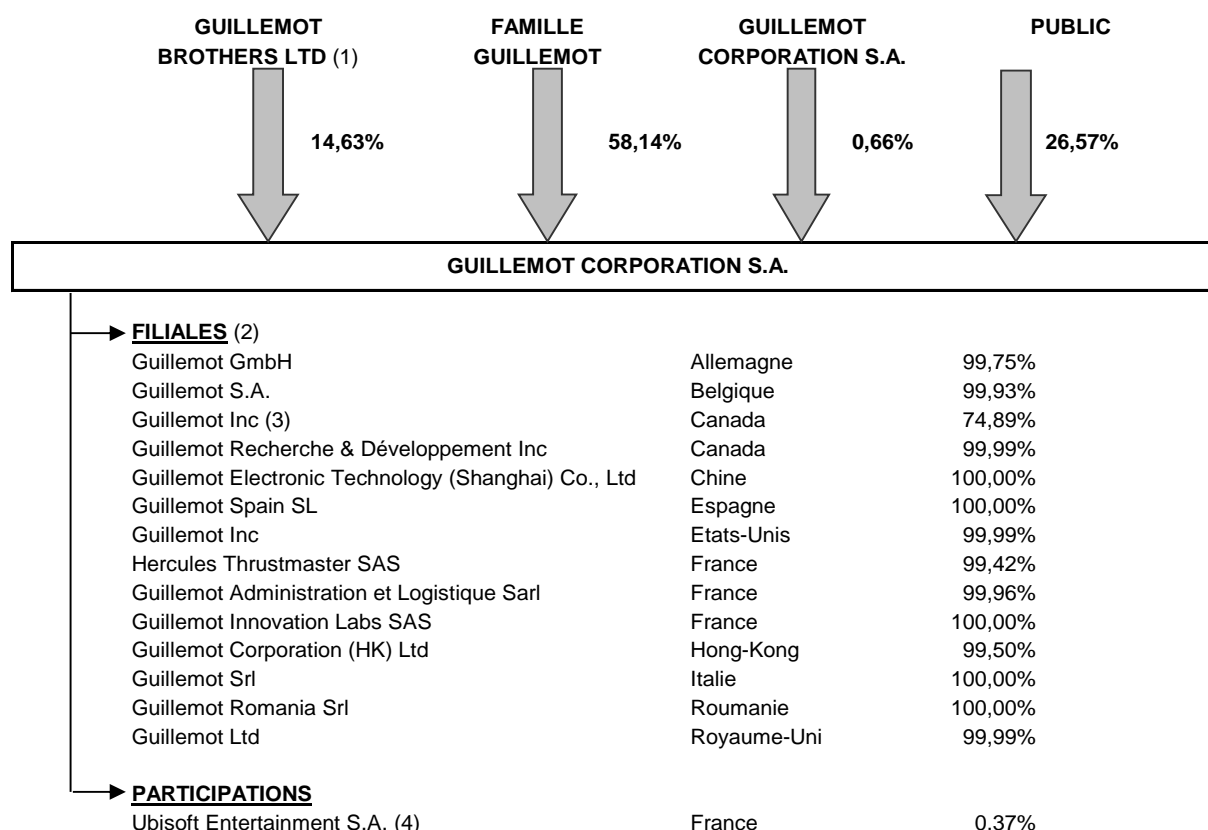 GUILLEMOT BROTHERS LTD (1)
FAMILLE GUILLEMOT
GUILLEMOT CORPORATION S.A.
PUBLIC
14,63%
58,14%
0,66%
26,57%
GUILLEMOT CORPORATION S.A.
FILIALES (2)
Guillemot GmbH Allemagne 99,75%
Guillemot S.A. Belgique 99,93%
Guillemot Inc (3) Canada 74,89%
Guillemot Recherche & Développement Inc Canada 99,99%
Guillemot Electronic Technology (Shanghai) Co., Ltd Chine 100,00%
Guillemot Spain SL Espagne 100,00%
Guillemot Inc Etats-Unis 99,99%
Hercules Thrustmaster SAS France 99,42%
Guillemot Administration et Logistique Sarl France 99,96%
Guillemot Innovation Labs SAS France 100,00%
Guillemot Corporation (HK) Ltd Hong-Kong 99,50%
Guillemot Srl Italie 100,00%
Guillemot Romania Srl Roumanie 100,00%
Guillemot Ltd Royaume-Uni 99,99%
PARTICIPATIONS
Ubisoft Entertainment S.A. (4) France 0,37%